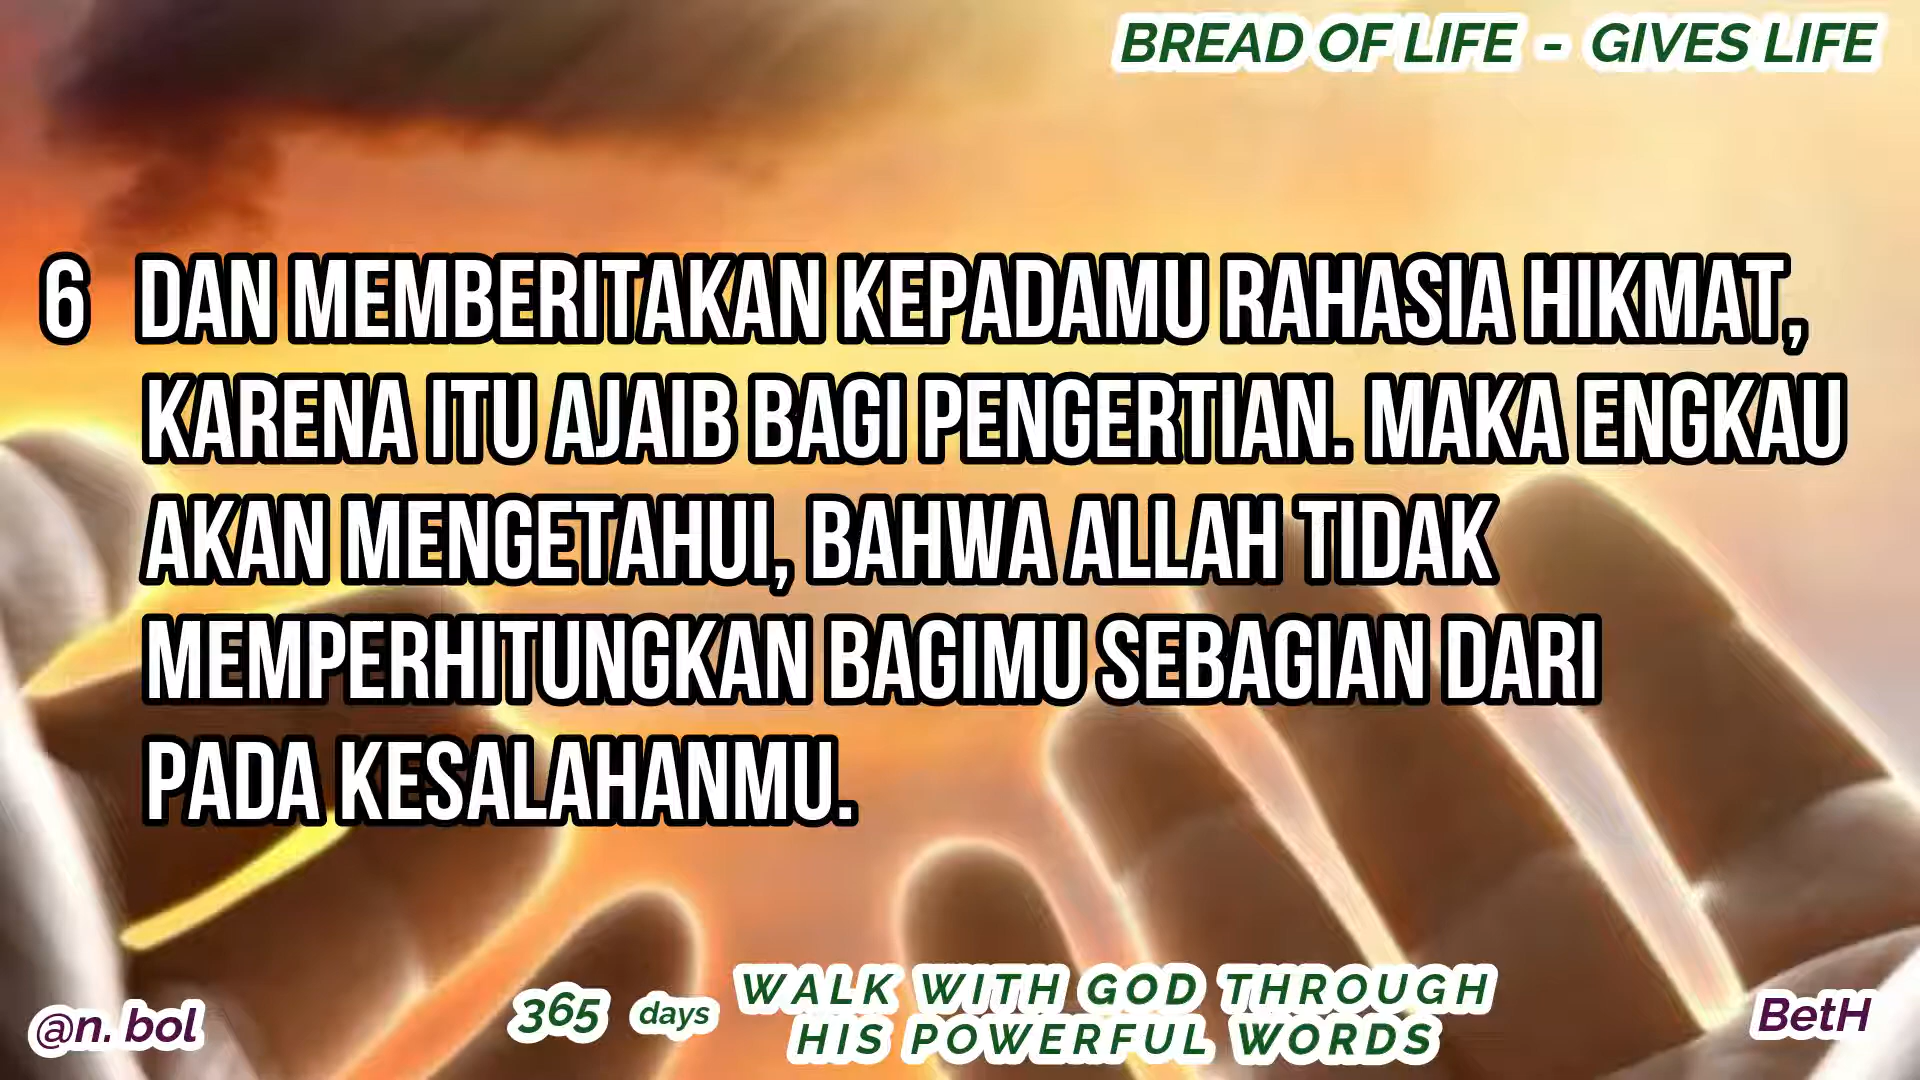 BREAD OF LIFE - GIVES LIFE
6 DAN MEMBERITAKAN KEPADAMU RAHASIA HIKMAT,
KARENA ITU AJAIB BAGI PENGERTIAN. MAKA ENGKAU
AKAN MENGETAHUI, BAHWA ALLAH TIDAK
MEMPERHITUNGKAN BAGIMU SEBAGIAN DARI
PADA KESALAHANMU.
365 days WALK WITH GOD THROUGH
HIS POWERFUL WORDS
@n. bol
BetH